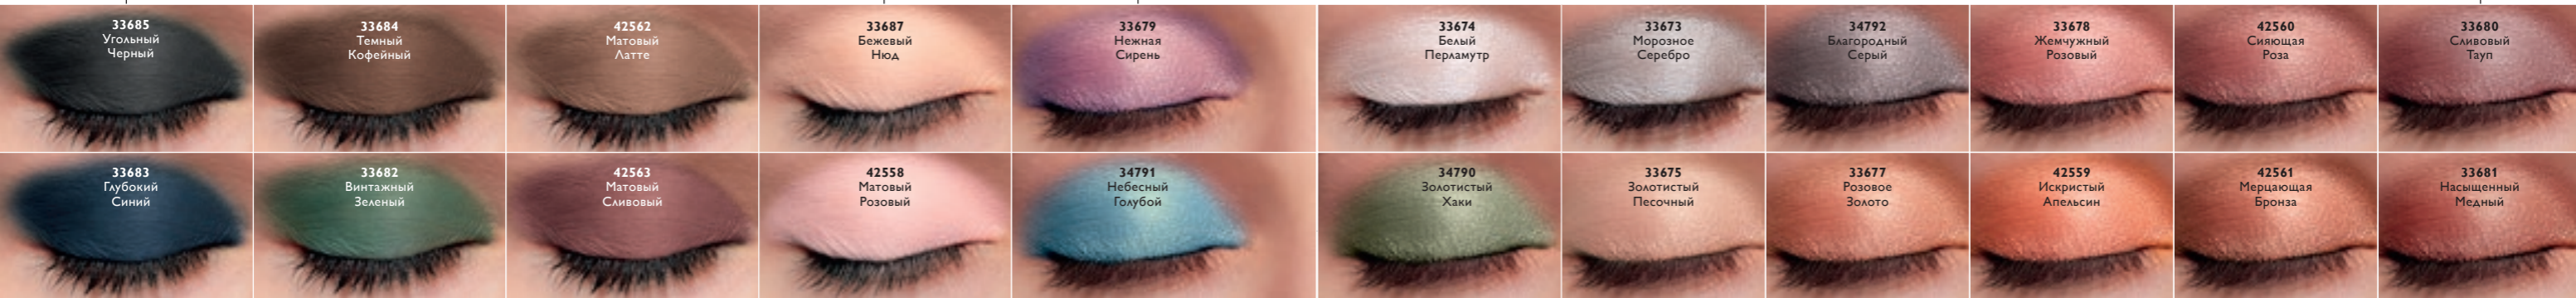 33685
Угольный
Черный
33684
Темный
Кофейный
42562
Матовый
Латте
33687
Бежевый
Нюд
33679
Нежная
Сирень
33674
Белый
Перламутр
33673
Морозное
Серебро
34792
Благородный
Серый
33678
Жемчужный
Розовый
42560
Сияющая
Роза
33680
Сливовый
Тауп
33683
Глубокий
Синий
33682
Винтажный
Зеленый
42563
Матовый
Сливовый
42558
Матовый
Розовый
34791
Небесный
Голубой
34790
Золотистый
Хаки
33675
Золотистый
Песочный
33677
Розовое
Золото
42559
Искристый
Апельсин
42561
Мерцающая
Бронза
33681
Насыщенный
Медный